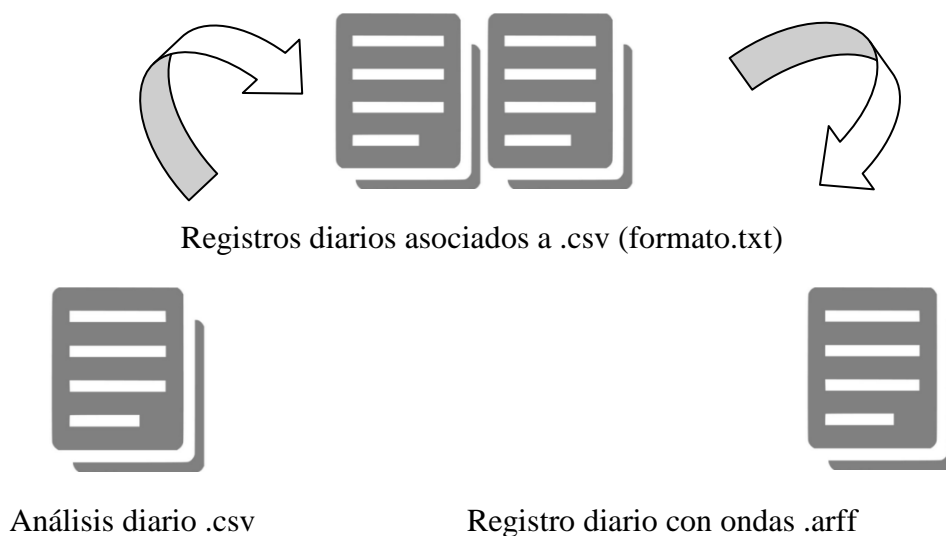 Registros diarios asociados a .csv (formato.txt)
Análisis diario .csv
Registro diario con ondas .arff